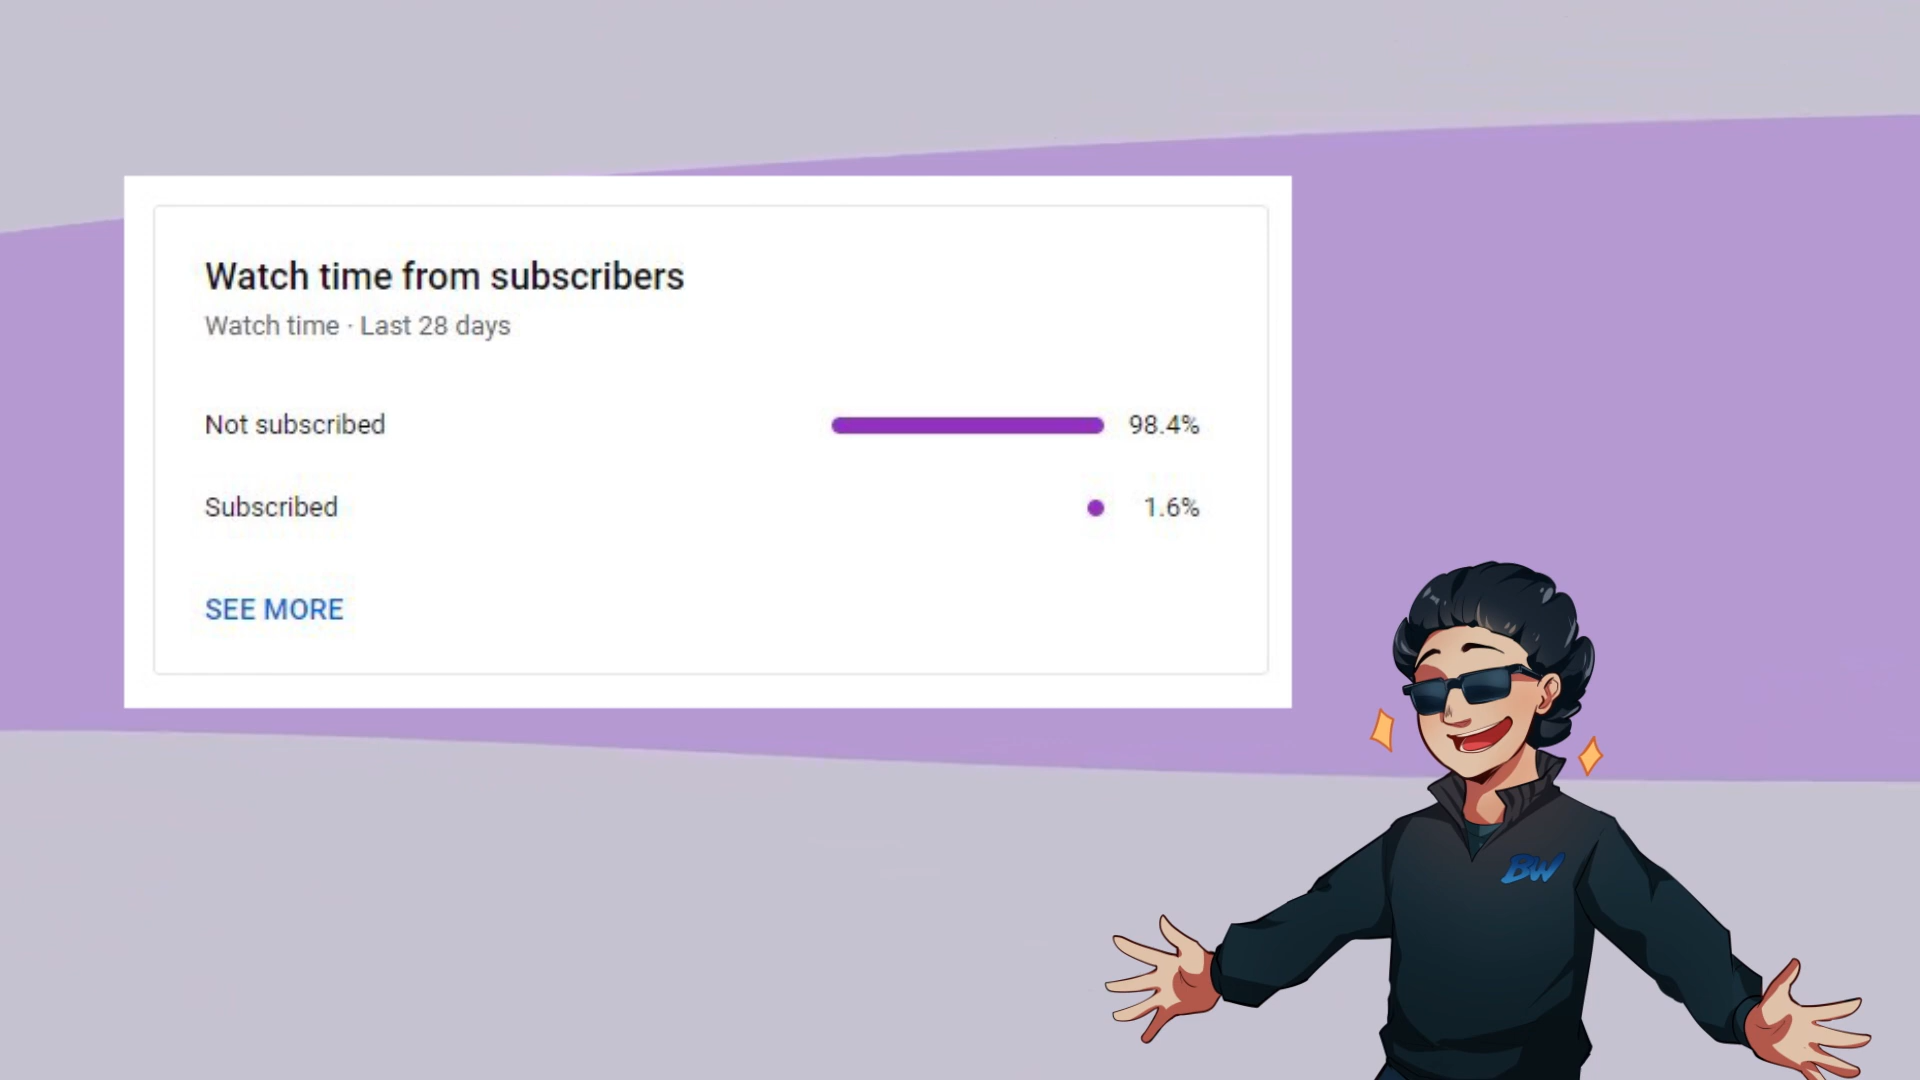 Watch time from subscribers
Watch time · Last 28 days
Not subscribed 98.4%
Subscribed 1.6%
SEE MORE
BW